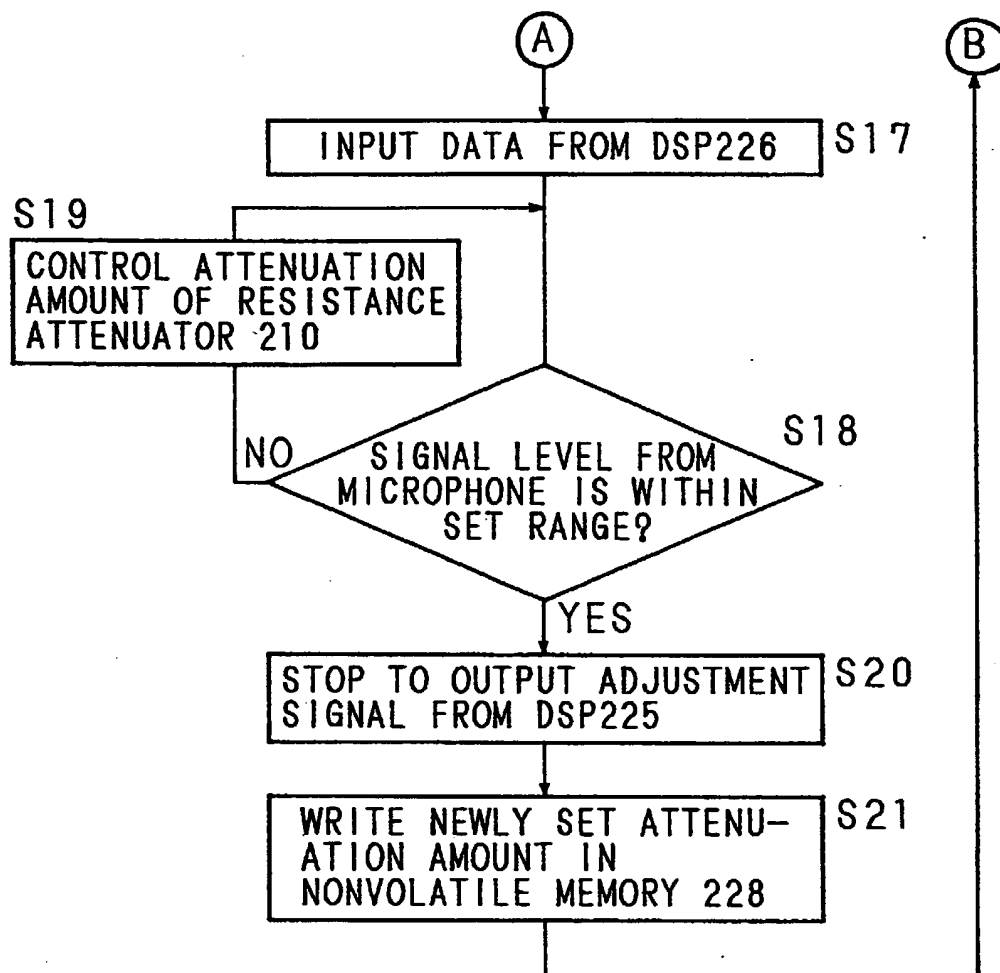 A
B
INPUT DATA FROM DSP226
S17
S19
CONTROL ATTENUATION
AMOUNT OF RESISTANCE
ATTENUATOR 210
S18
NO
SIGNAL LEVEL FROM
MICROPHONE IS WITHIN
SET RANGE?
YES
STOP TO OUTPUT ADJUSTMENT
SIGNAL FROM DSP225
S20
WRITE NEWLY SET ATTENU-
ATION AMOUNT IN
NONVOLATILE MEMORY 228
S21